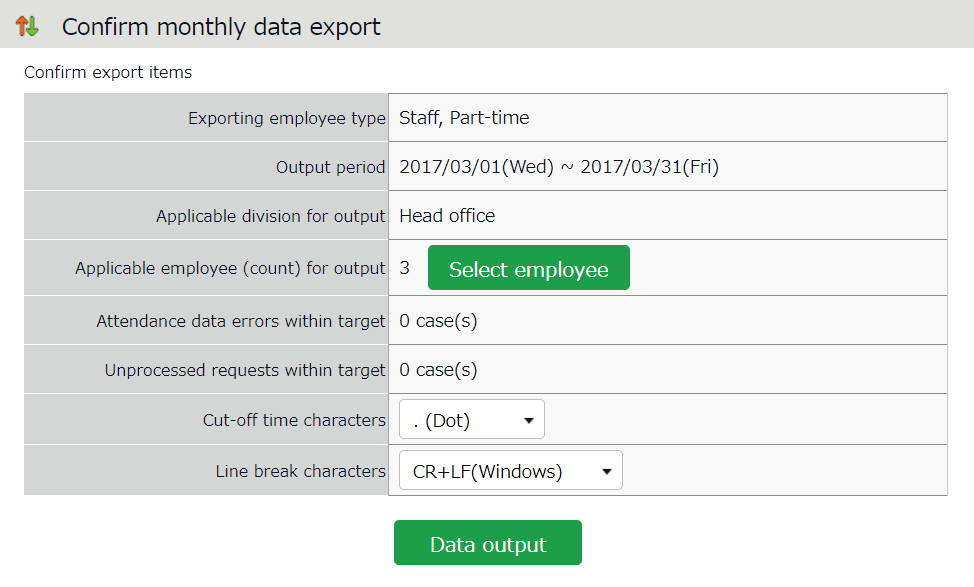 Confirm monthly data export
Confirm export items
Exporting employee type Staff, Part-time
Output period 2017/03/01(Wed) ~ 2017/03/31(Fri)
Applicable division for output Head office
Applicable employee (count) for output 3 Select employee
Attendance data errors within target 0 case(s)
Unprocessed requests within target 0 case(s)
Cut-off time characters . (Dot)
Line break characters CR+LF(Windows)
Data output